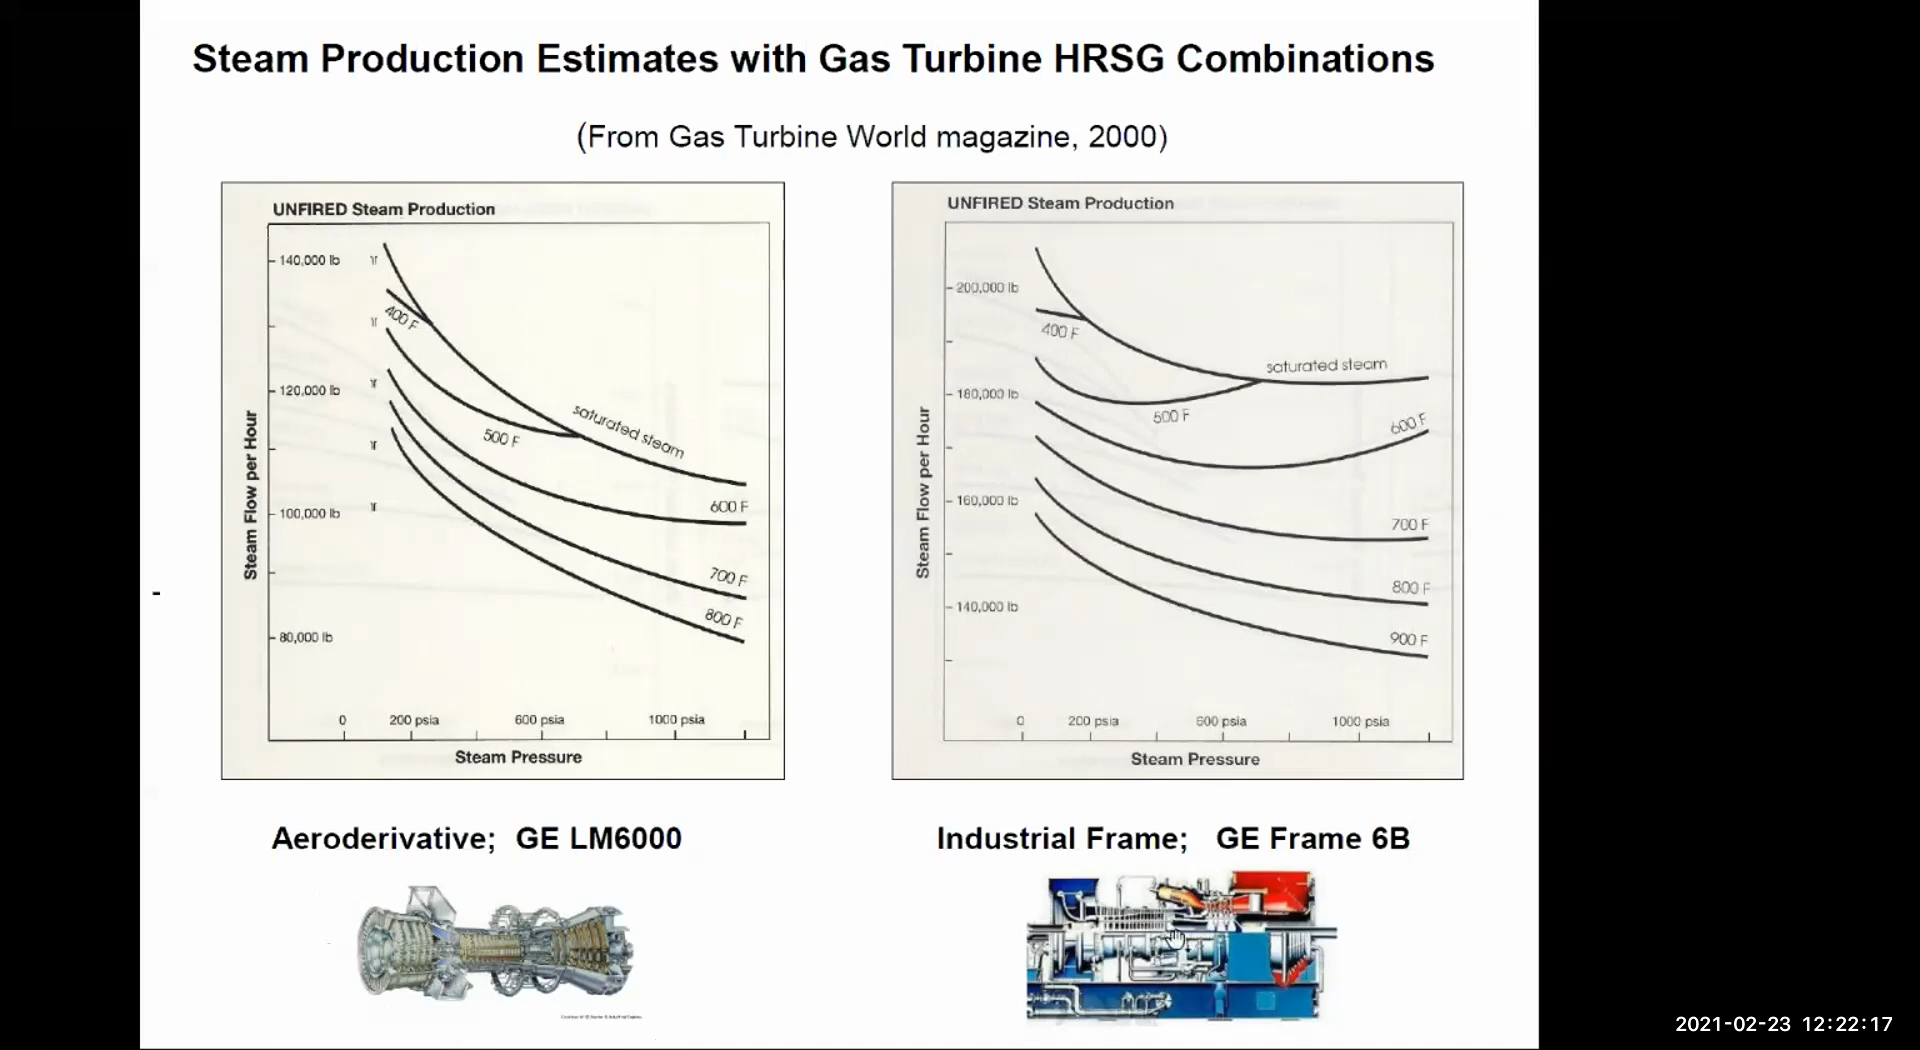 Steam Production Estimates with Gas Turbine HRSG Combinations
(From Gas Turbine World magazine, 2000)
UNFIRED Steam Production
140,000 lb
120,000 lb
100,000 lb
80,000 lb
Steam Flow per Hour
400 F
500 F
saturated steam
600 F
700 F
800 F
0
200 psia
600 psia
1000 psia
Steam Pressure
UNFIRED Steam Production
200,000 lb
180,000 lb
160,000 lb
140,000 lb
Steam Flow per Hour
400 F
saturated steam
500 F
600 F
700 F
800 F
900 F
0
200 psia
600 psia
1000 psia
Steam Pressure
Aeroderivative; GE LM6000
Industrial Frame; GE Frame 6B
2021-02-23 12:22:17